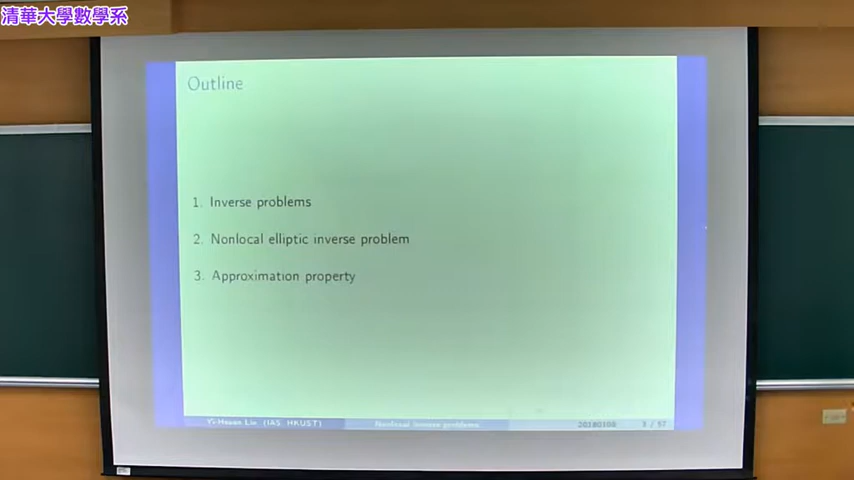 清華大學數學系
Outline
1. Inverse problems
2. Nonlocal elliptic inverse problem
3. Approximation property
Yi-Hsuan Lin (IAS, HKUST)
Nonlocal inverse problems
20180108
3 / 57